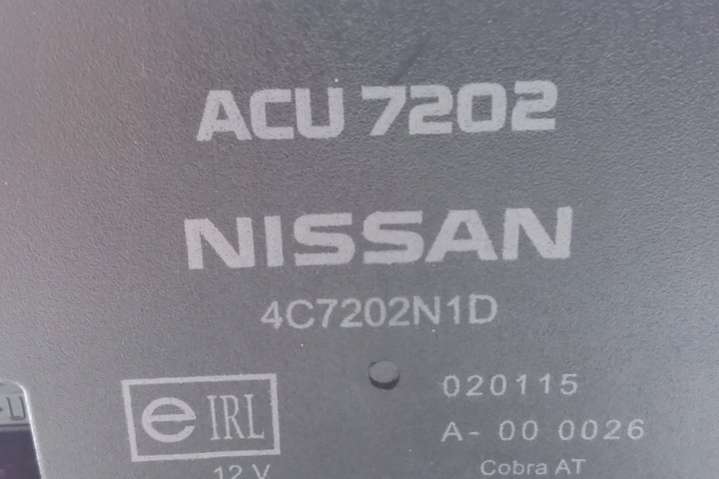 ACU 7202
NISSAN
4C7202N1D
e IRL
020115
A- 00 0026
12 V
Cobra AT